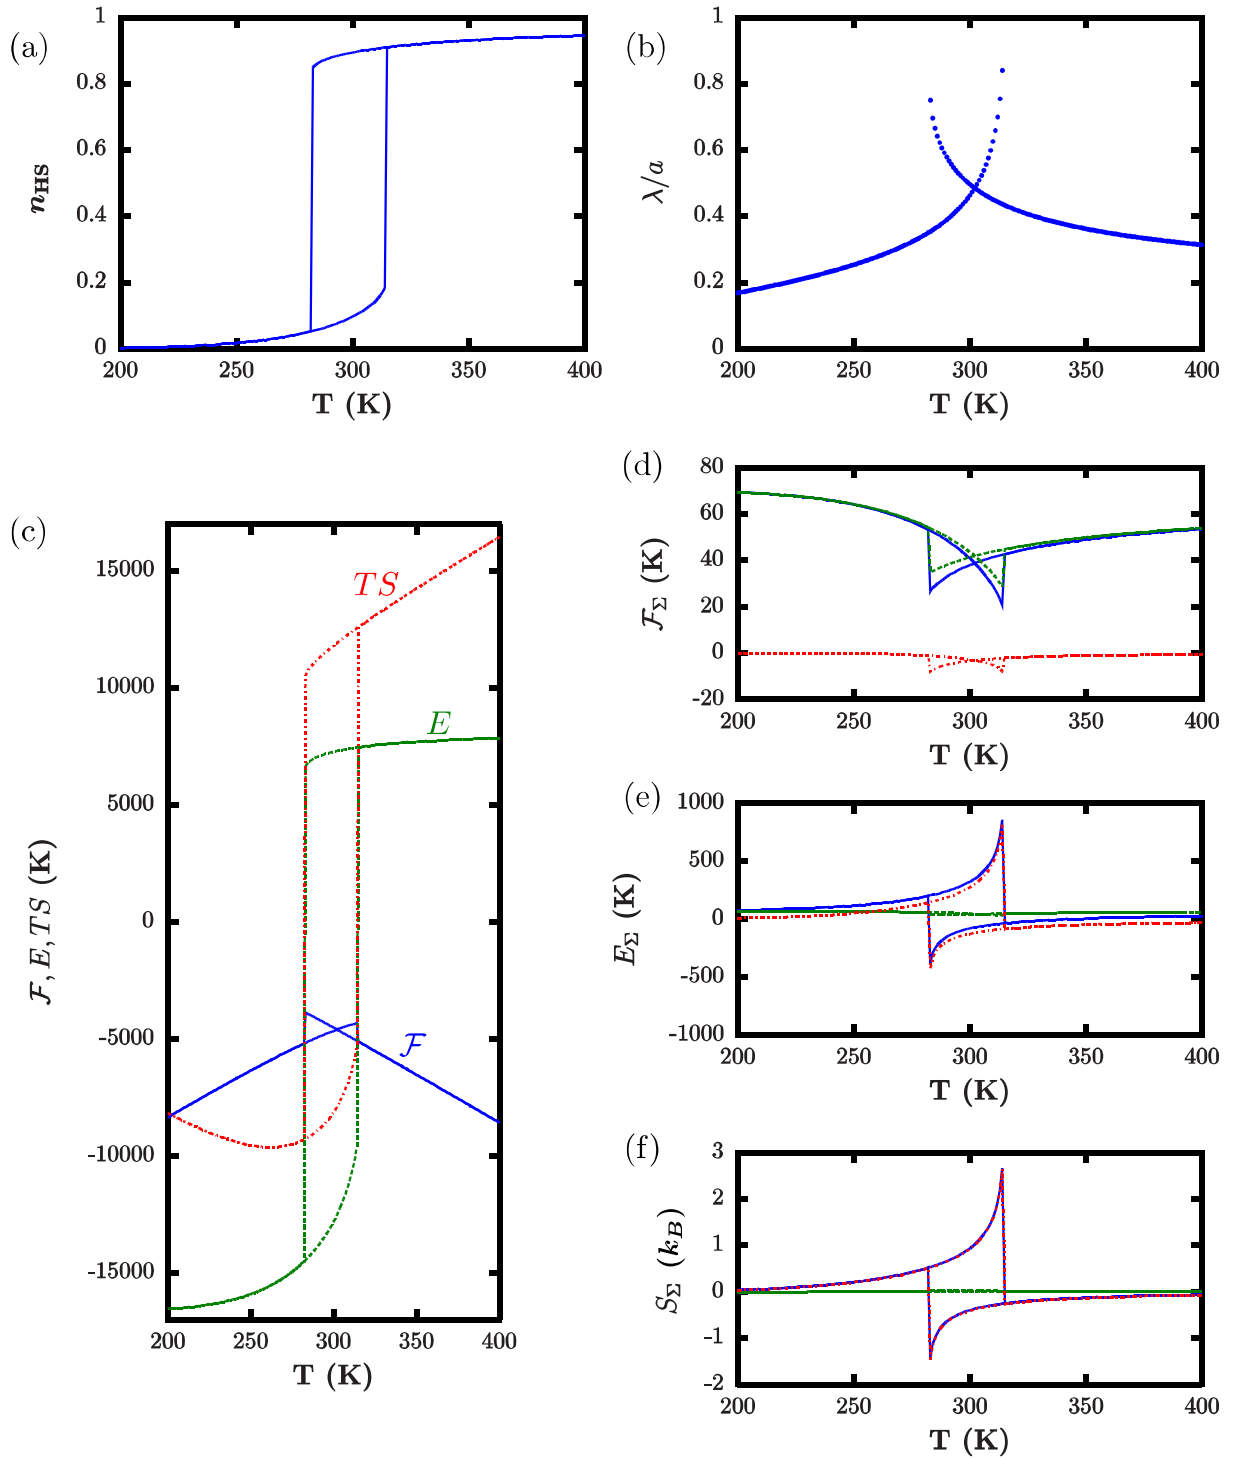 (a)
1
0.8
0.6
0.4
0.2
0
n_HS
200 250 300 350 400
T (K)
(b)
1
0.8
0.6
0.4
0.2
0
λ/a
200 250 300 350 400
T (K)
(c)
15000
10000
5000
0
-5000
-10000
-15000
ℱ, E, TS (K)
TS
E
ℱ
200 250 300 350 400
T (K)
(d)
80
60
40
20
0
-20
ℱ_Σ (K)
200 250 300 350 400
T (K)
(e)
1000
500
0
-500
-1000
E_Σ (K)
200 250 300 350 400
T (K)
(f)
3
2
1
0
-1
-2
S_Σ (k_B)
200 250 300 350 400
T (K)